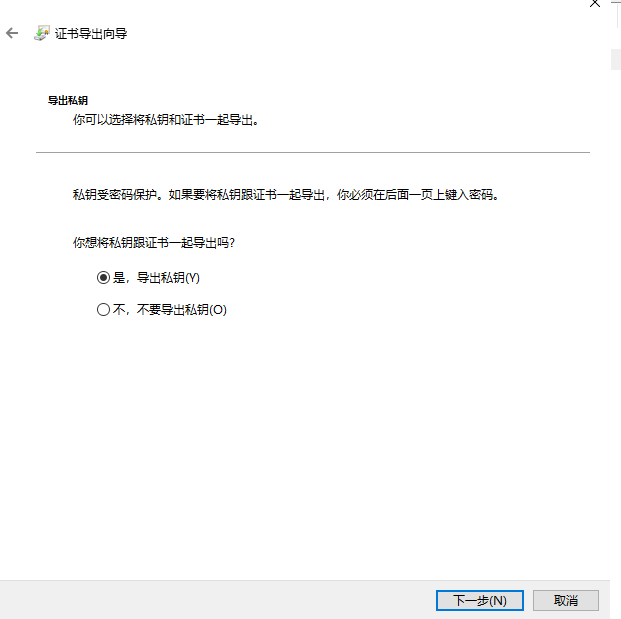 证书导出向导
导出私钥
你可以选择将私钥和证书一起导出。
私钥受密码保护。如果要将私钥跟证书一起导出，你必须在后面一页上键入密码。
你想将私钥跟证书一起导出吗?
是，导出私钥(Y)
不，不要导出私钥(O)
下一步(N)
取消